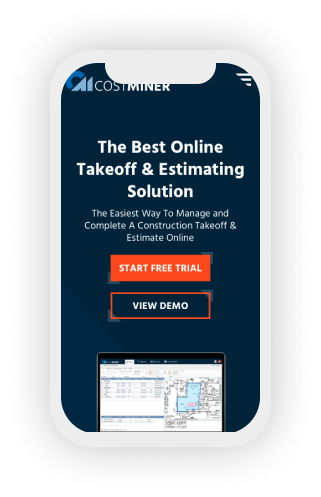 COSTMINER
The Best Online
Takeoff & Estimating
Solution
The Easiest Way To Manage and
Complete A Construction Takeoff &
Estimate Online
START FREE TRIAL
VIEW DEMO